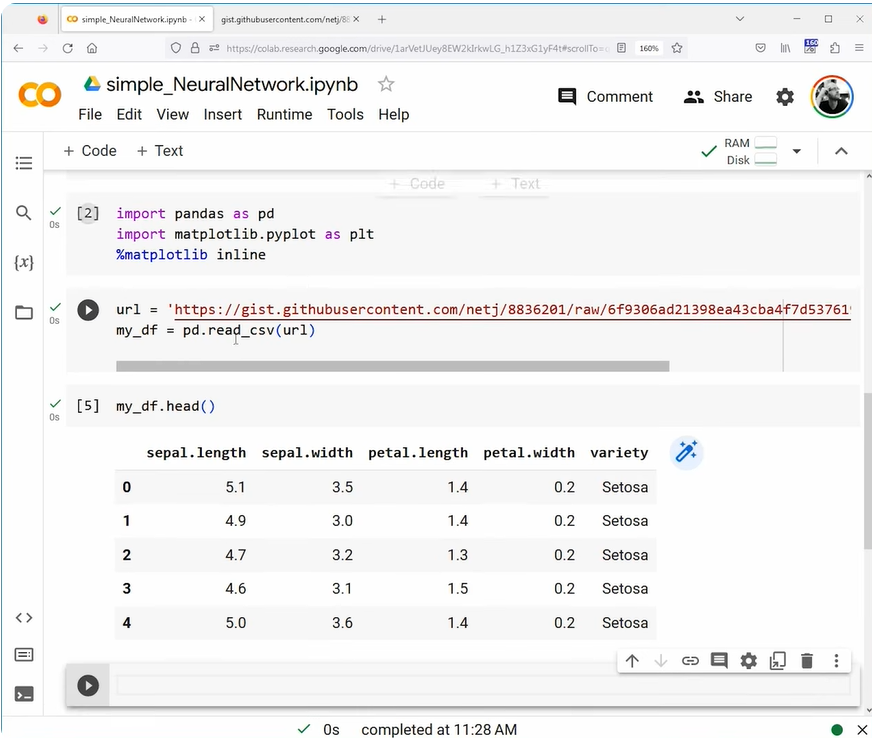 simple_NeuralNetwork.ipynb -
gist.githubusercontent.com/netj/88
https://colab.research.google.com/drive/1arVetJUey8EW2kIrkwLG_h1Z3xG1yF4t#scrollTo=
160%
160
simple_NeuralNetwork.ipynb
File Edit View Insert Runtime Tools Help
Comment
Share
+ Code + Text
RAM
Disk
+ Code + Text
0s
[2] import pandas as pd
import matplotlib.pyplot as plt
%matplotlib inline
{x}
0s
url = 'https://gist.githubusercontent.com/netj/8836201/raw/6f9306ad21398ea43cba4f7d537619
my_df = pd.read_csv(url)
0s
[5] my_df.head()
sepal.length sepal.width petal.length petal.width variety
0 5.1 3.5 1.4 0.2 Setosa
1 4.9 3.0 1.4 0.2 Setosa
2 4.7 3.2 1.3 0.2 Setosa
3 4.6 3.1 1.5 0.2 Setosa
4 5.0 3.6 1.4 0.2 Setosa
0s completed at 11:28 AM